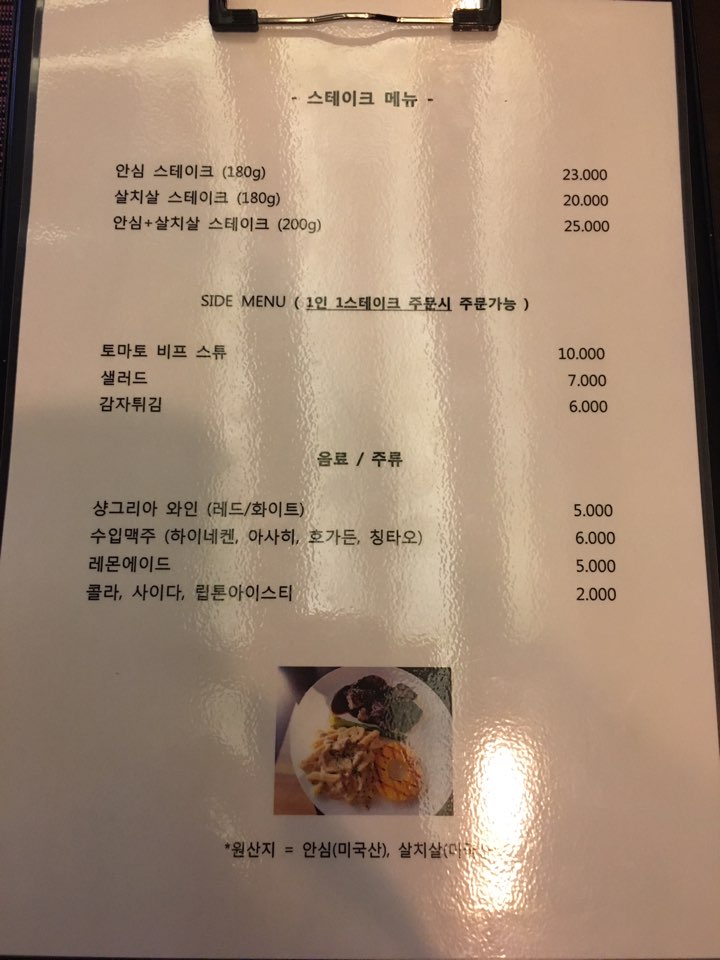 - 스테이크 메뉴 -
안심 스테이크 (180g) 23.000
살치살 스테이크 (180g) 20.000
안심+살치살 스테이크 (200g) 25.000
SIDE MENU ( 1인 1스테이크 주문시 주문가능 )
토마토 비프 스튜 10.000
샐러드 7.000
감자튀김 6.000
음료 / 주류
샹그리아 와인 (레드/화이트) 5.000
수입맥주 (하이네켄, 아사히, 호가든, 칭타오) 6.000
레몬에이드 5.000
콜라, 사이다, 립톤아이스티 2.000
*원산지 = 안심(미국산), 살치살